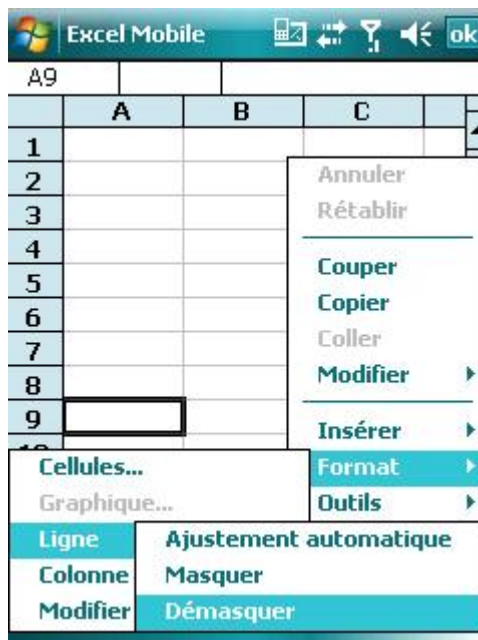 Excel Mobile ok
A9
A B C
1
2
3
4
5
6
7
8
9
Annuler
Rétablir
Couper
Copier
Coller
Modifier
Insérer
Format
Outils
Cellules...
Graphique...
Ligne
Colonne
Modifier
Ajustement automatique
Masquer
Démasquer